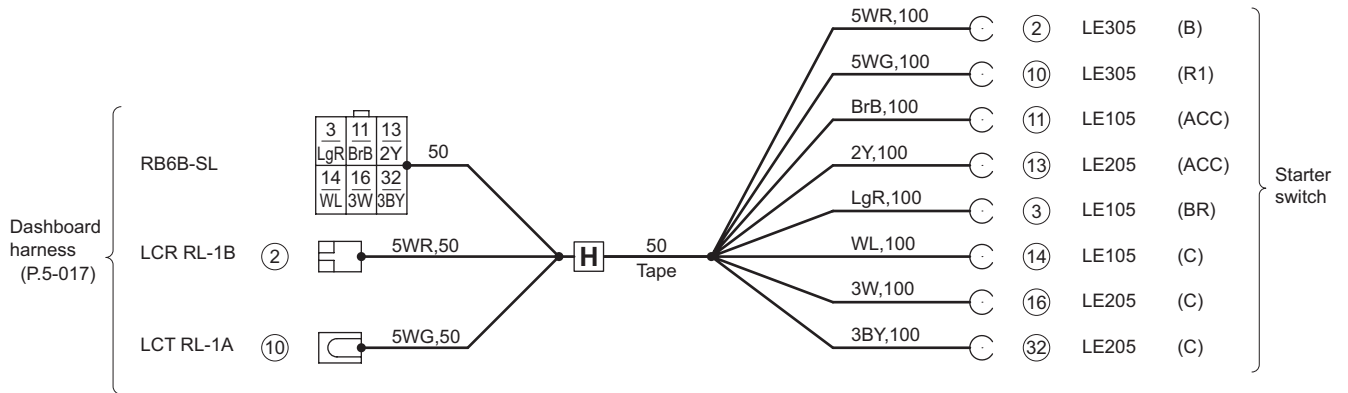 Dashboard
harness
(P.5-017)
RB6B-SL
3 11 13
LgR BrB 2Y
14 16 32
WL 3W 3BY
50
LCR RL-1B 2 5WR,50
LCT RL-1A 10 5WG,50
H
50
Tape
5WR,100 2 LE305 (B)
5WG,100 10 LE305 (R1)
BrB,100 11 LE105 (ACC)
2Y,100 13 LE205 (ACC)
LgR,100 3 LE105 (BR)
WL,100 14 LE105 (C)
3W,100 16 LE205 (C)
3BY,100 32 LE205 (C)
Starter
switch